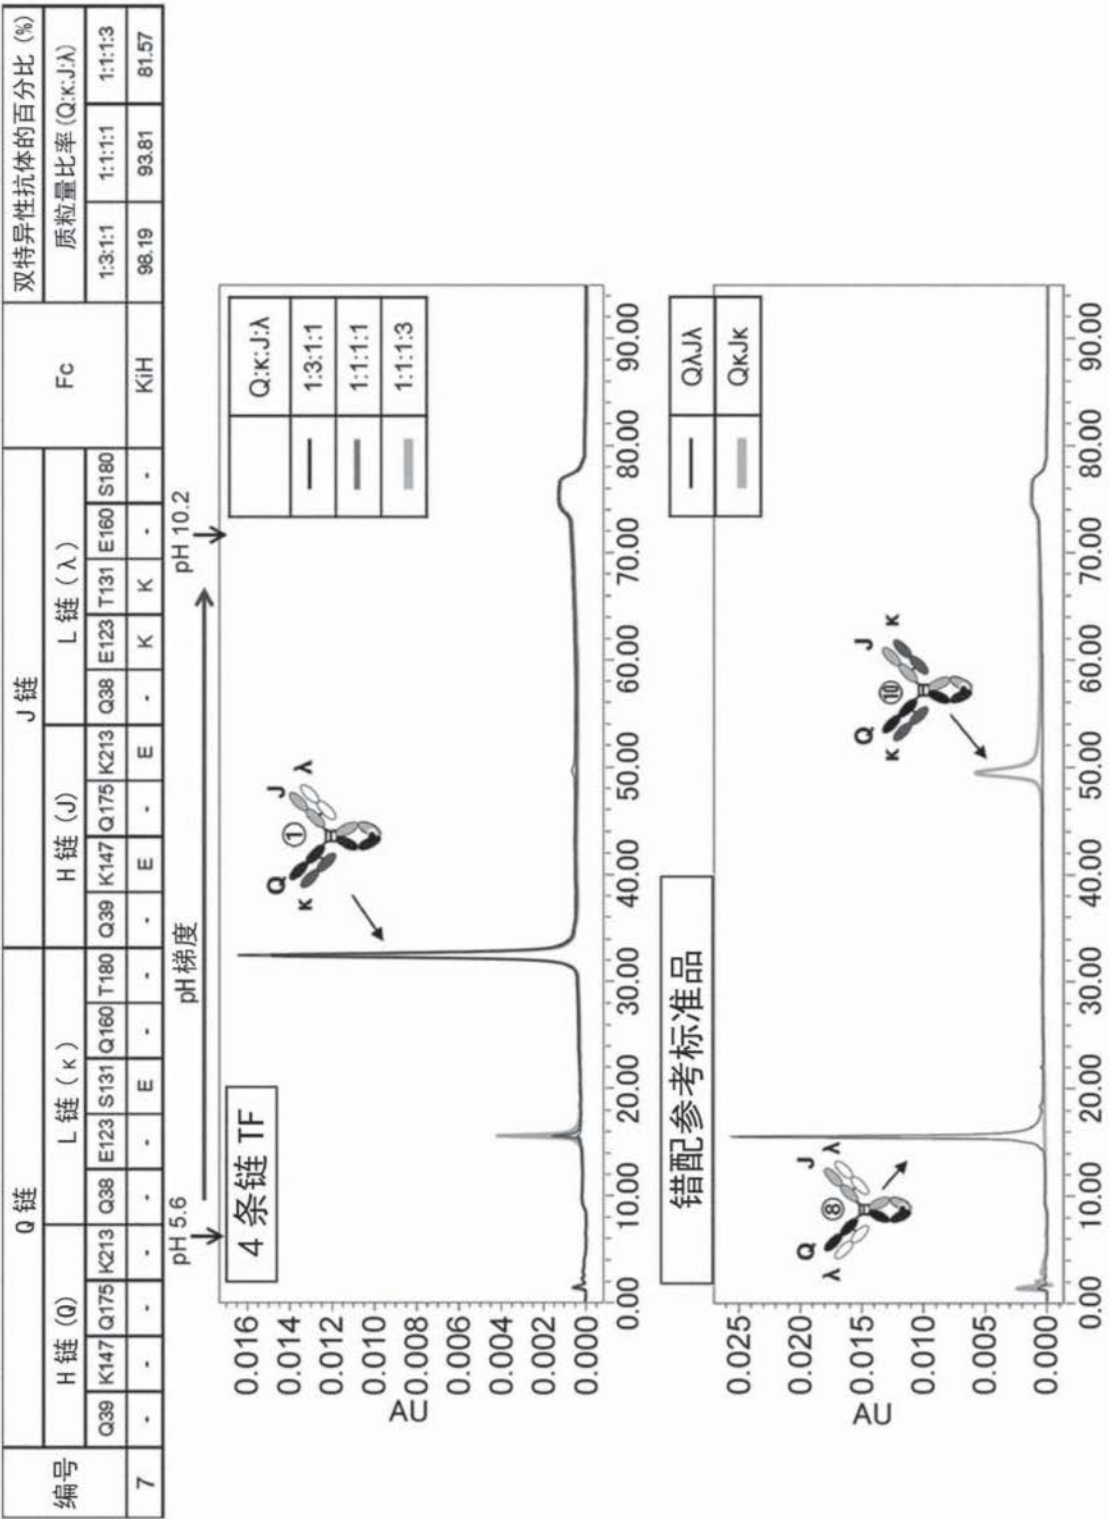 编号 Q 链 J 链 Fc 双特异性抗体的百分比 (%)
H 链 (Q) L 链 (κ) H 链 (J) L 链 (λ) 质粒量比率 (Q:κ:J:λ)
Q39 K147 Q175 K213 Q38 E123 S131 Q160 T180 Q39 K147 Q175 K213 Q38 E123 T131 E160 S180 1:3:1:1 1:1:1:1 1:1:1:3
7 - - - - - - E - - - E - E - K K - - KiH 98.19 93.81 81.57
pH 5.6 pH 梯度 pH 10.2
4 条链 TF
Q:κ:J:λ
1:3:1:1
1:1:1:1
1:1:1:3
Q J
① 
κ λ
0.016
0.014
0.012
0.010
0.008
0.006
0.004
0.002
0.000
AU
0.00 10.00 20.00 30.00 40.00 50.00 60.00 70.00 80.00 90.00
错配参考标准品
QλJλ
QκJκ
Q J
⑧
λ λ
Q J
⑩
κ κ
0.025
0.020
0.015
0.010
0.005
0.000
AU
0.00 10.00 20.00 30.00 40.00 50.00 60.00 70.00 80.00 90.00